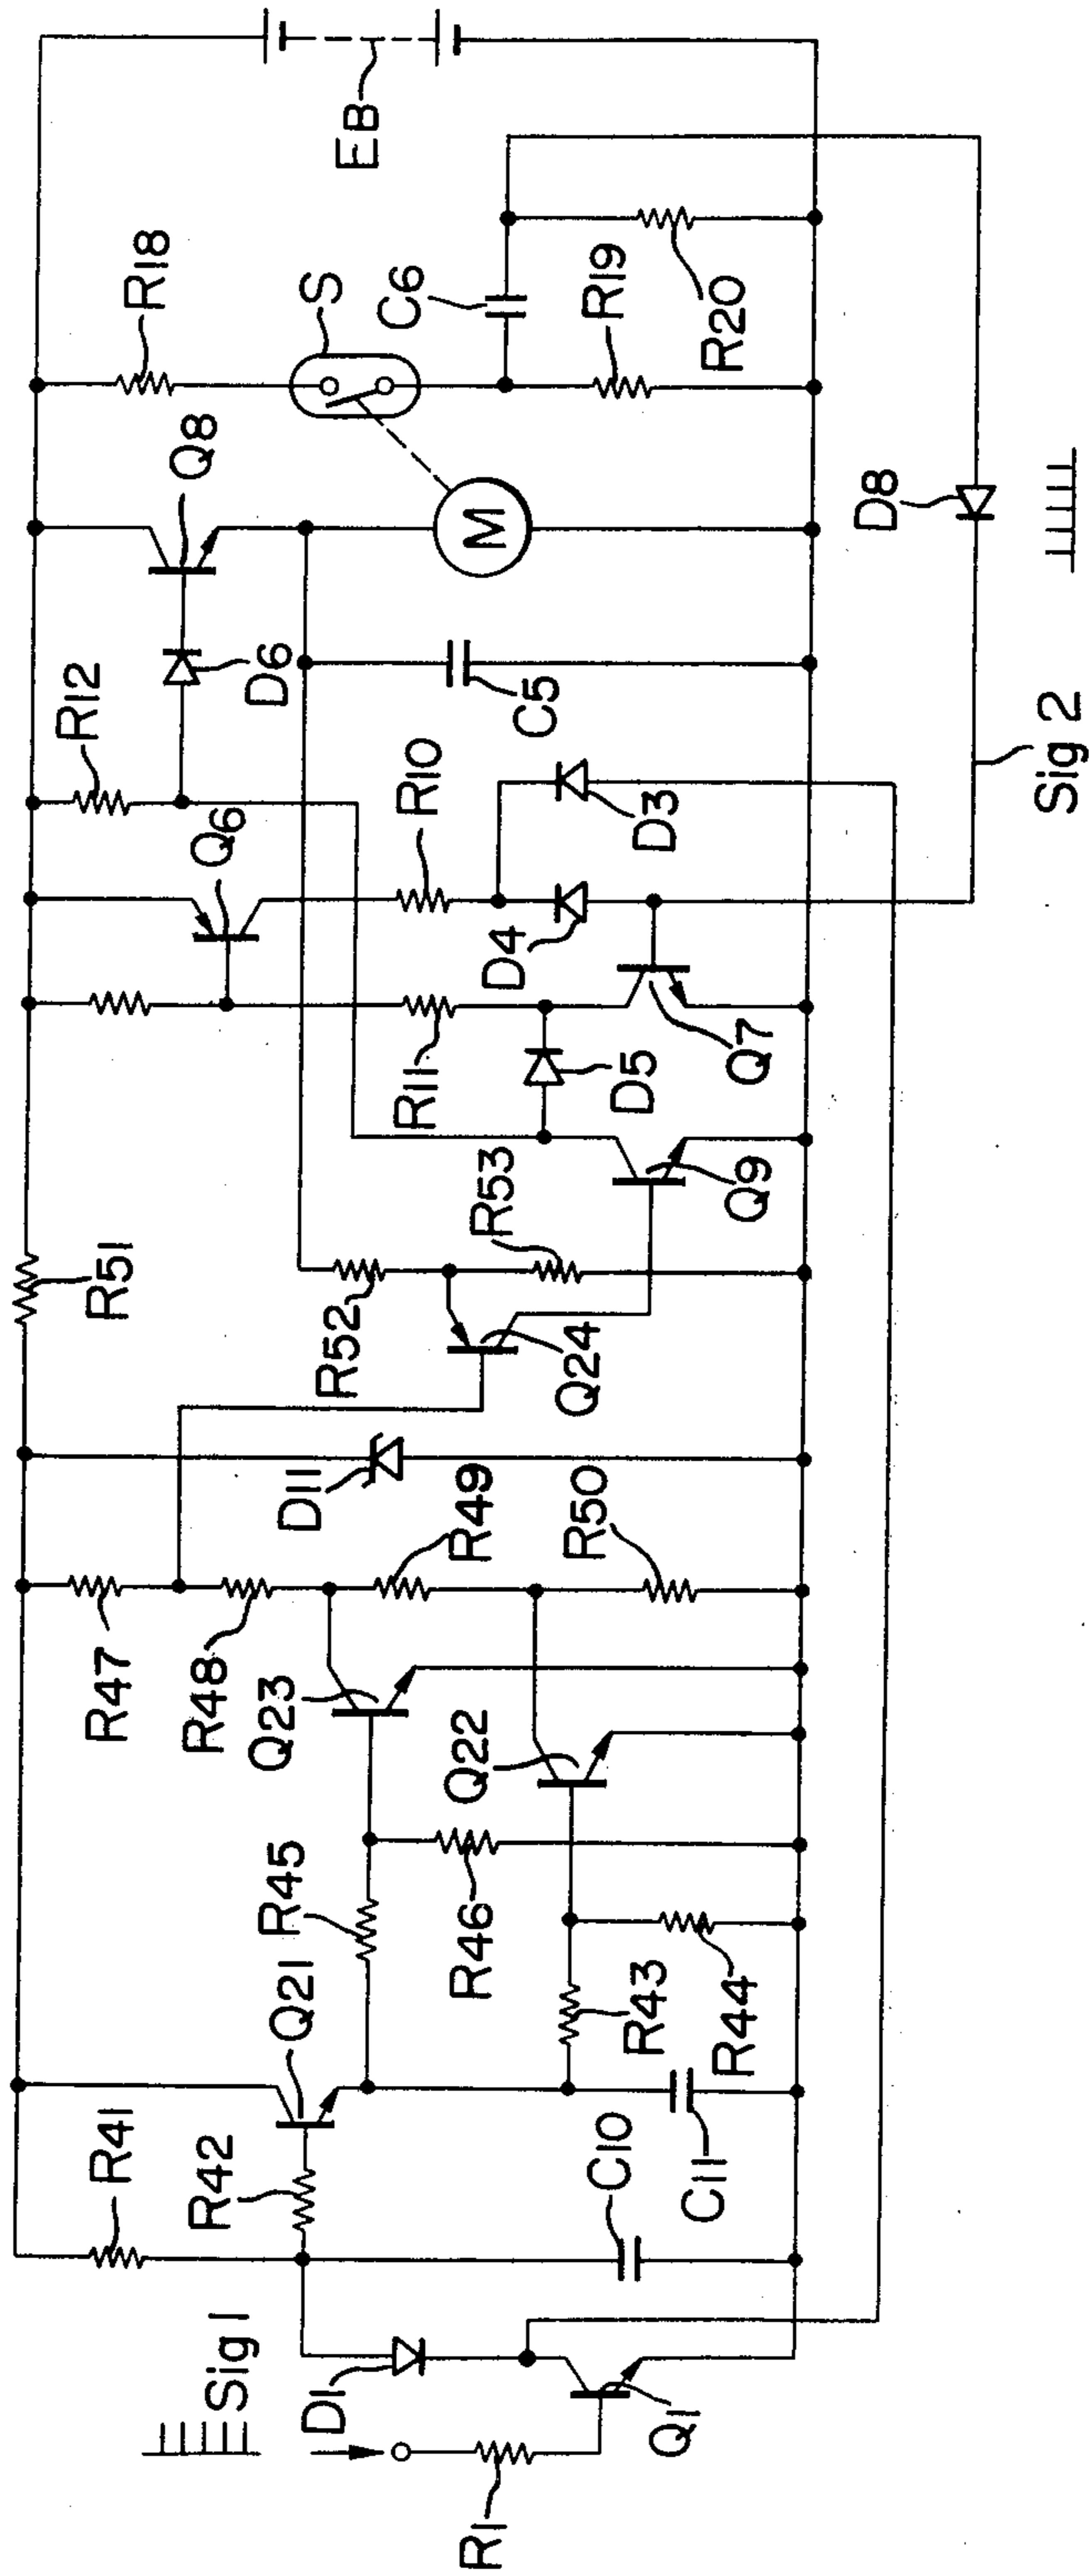 Sig 1
R1
D1
Q1
R41
R42
C10
Q21
C11
R43
R44
R45
R46
Q22
Q23
R47
R48
R49
R50
D11
R51
R52
R53
Q24
Q9
D5
R11
Q7
Q6
D4
R10
D3
R12
D6
C5
Q8
M
R18
S
C6
R19
R20
EB
D8
Sig 2